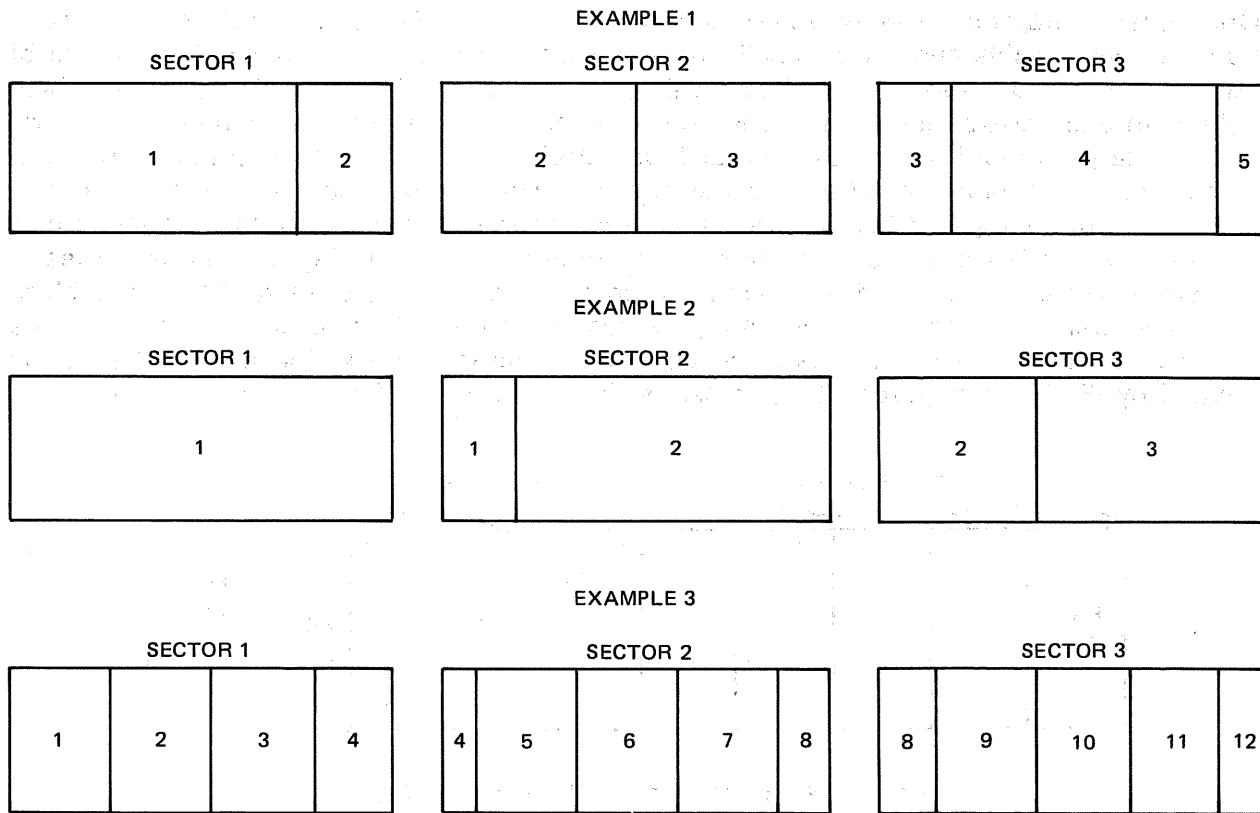 EXAMPLE 1
SECTOR 1 SECTOR 2 SECTOR 3
1 2 2 3 3 4 5
EXAMPLE 2
SECTOR 1 SECTOR 2 SECTOR 3
1 1 2 2 3
EXAMPLE 3
SECTOR 1 SECTOR 2 SECTOR 3
1 2 3 4 4 5 6 7 8 8 9 10 11 12